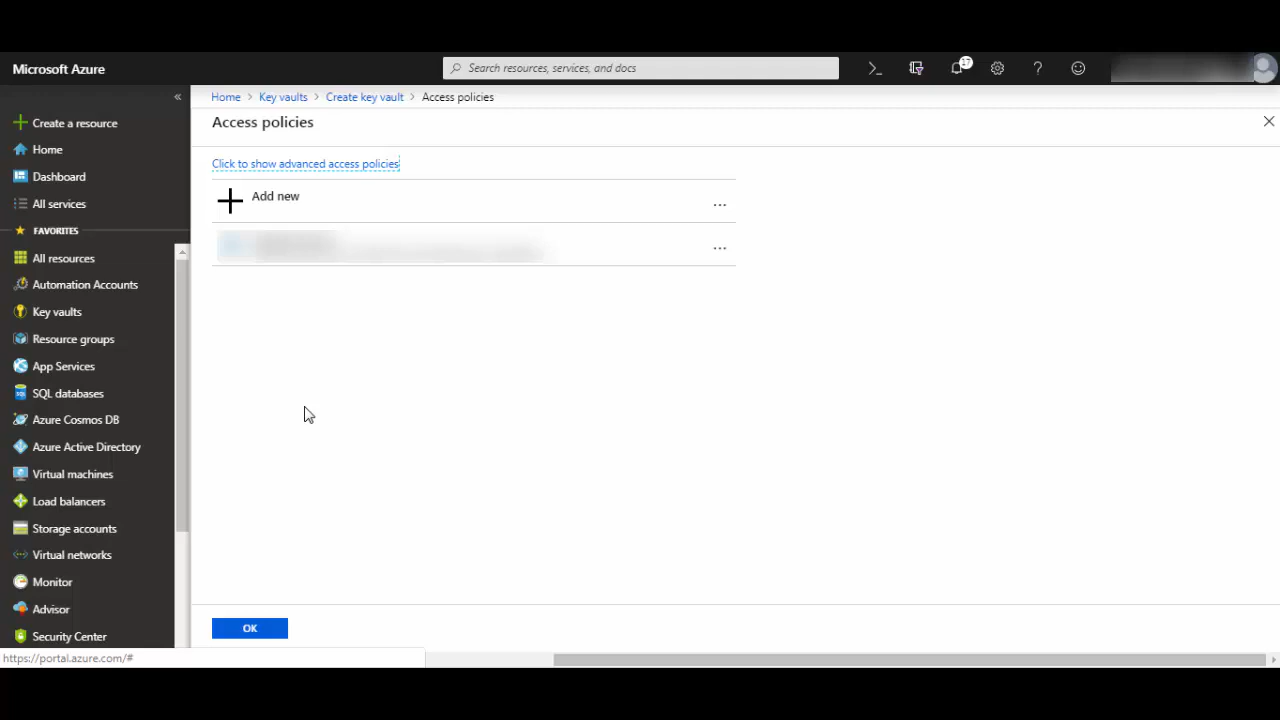 Microsoft Azure
Search resources, services, and docs
17
«
Home > Key vaults > Create key vault > Access policies
Access policies
Click to show advanced access policies
Add new
...
...
Create a resource
Home
Dashboard
All services
FAVORITES
All resources
Automation Accounts
Key vaults
Resource groups
App Services
SQL databases
Azure Cosmos DB
Azure Active Directory
Virtual machines
Load balancers
Storage accounts
Virtual networks
Monitor
Advisor
Security Center
OK
https://portal.azure.com/#